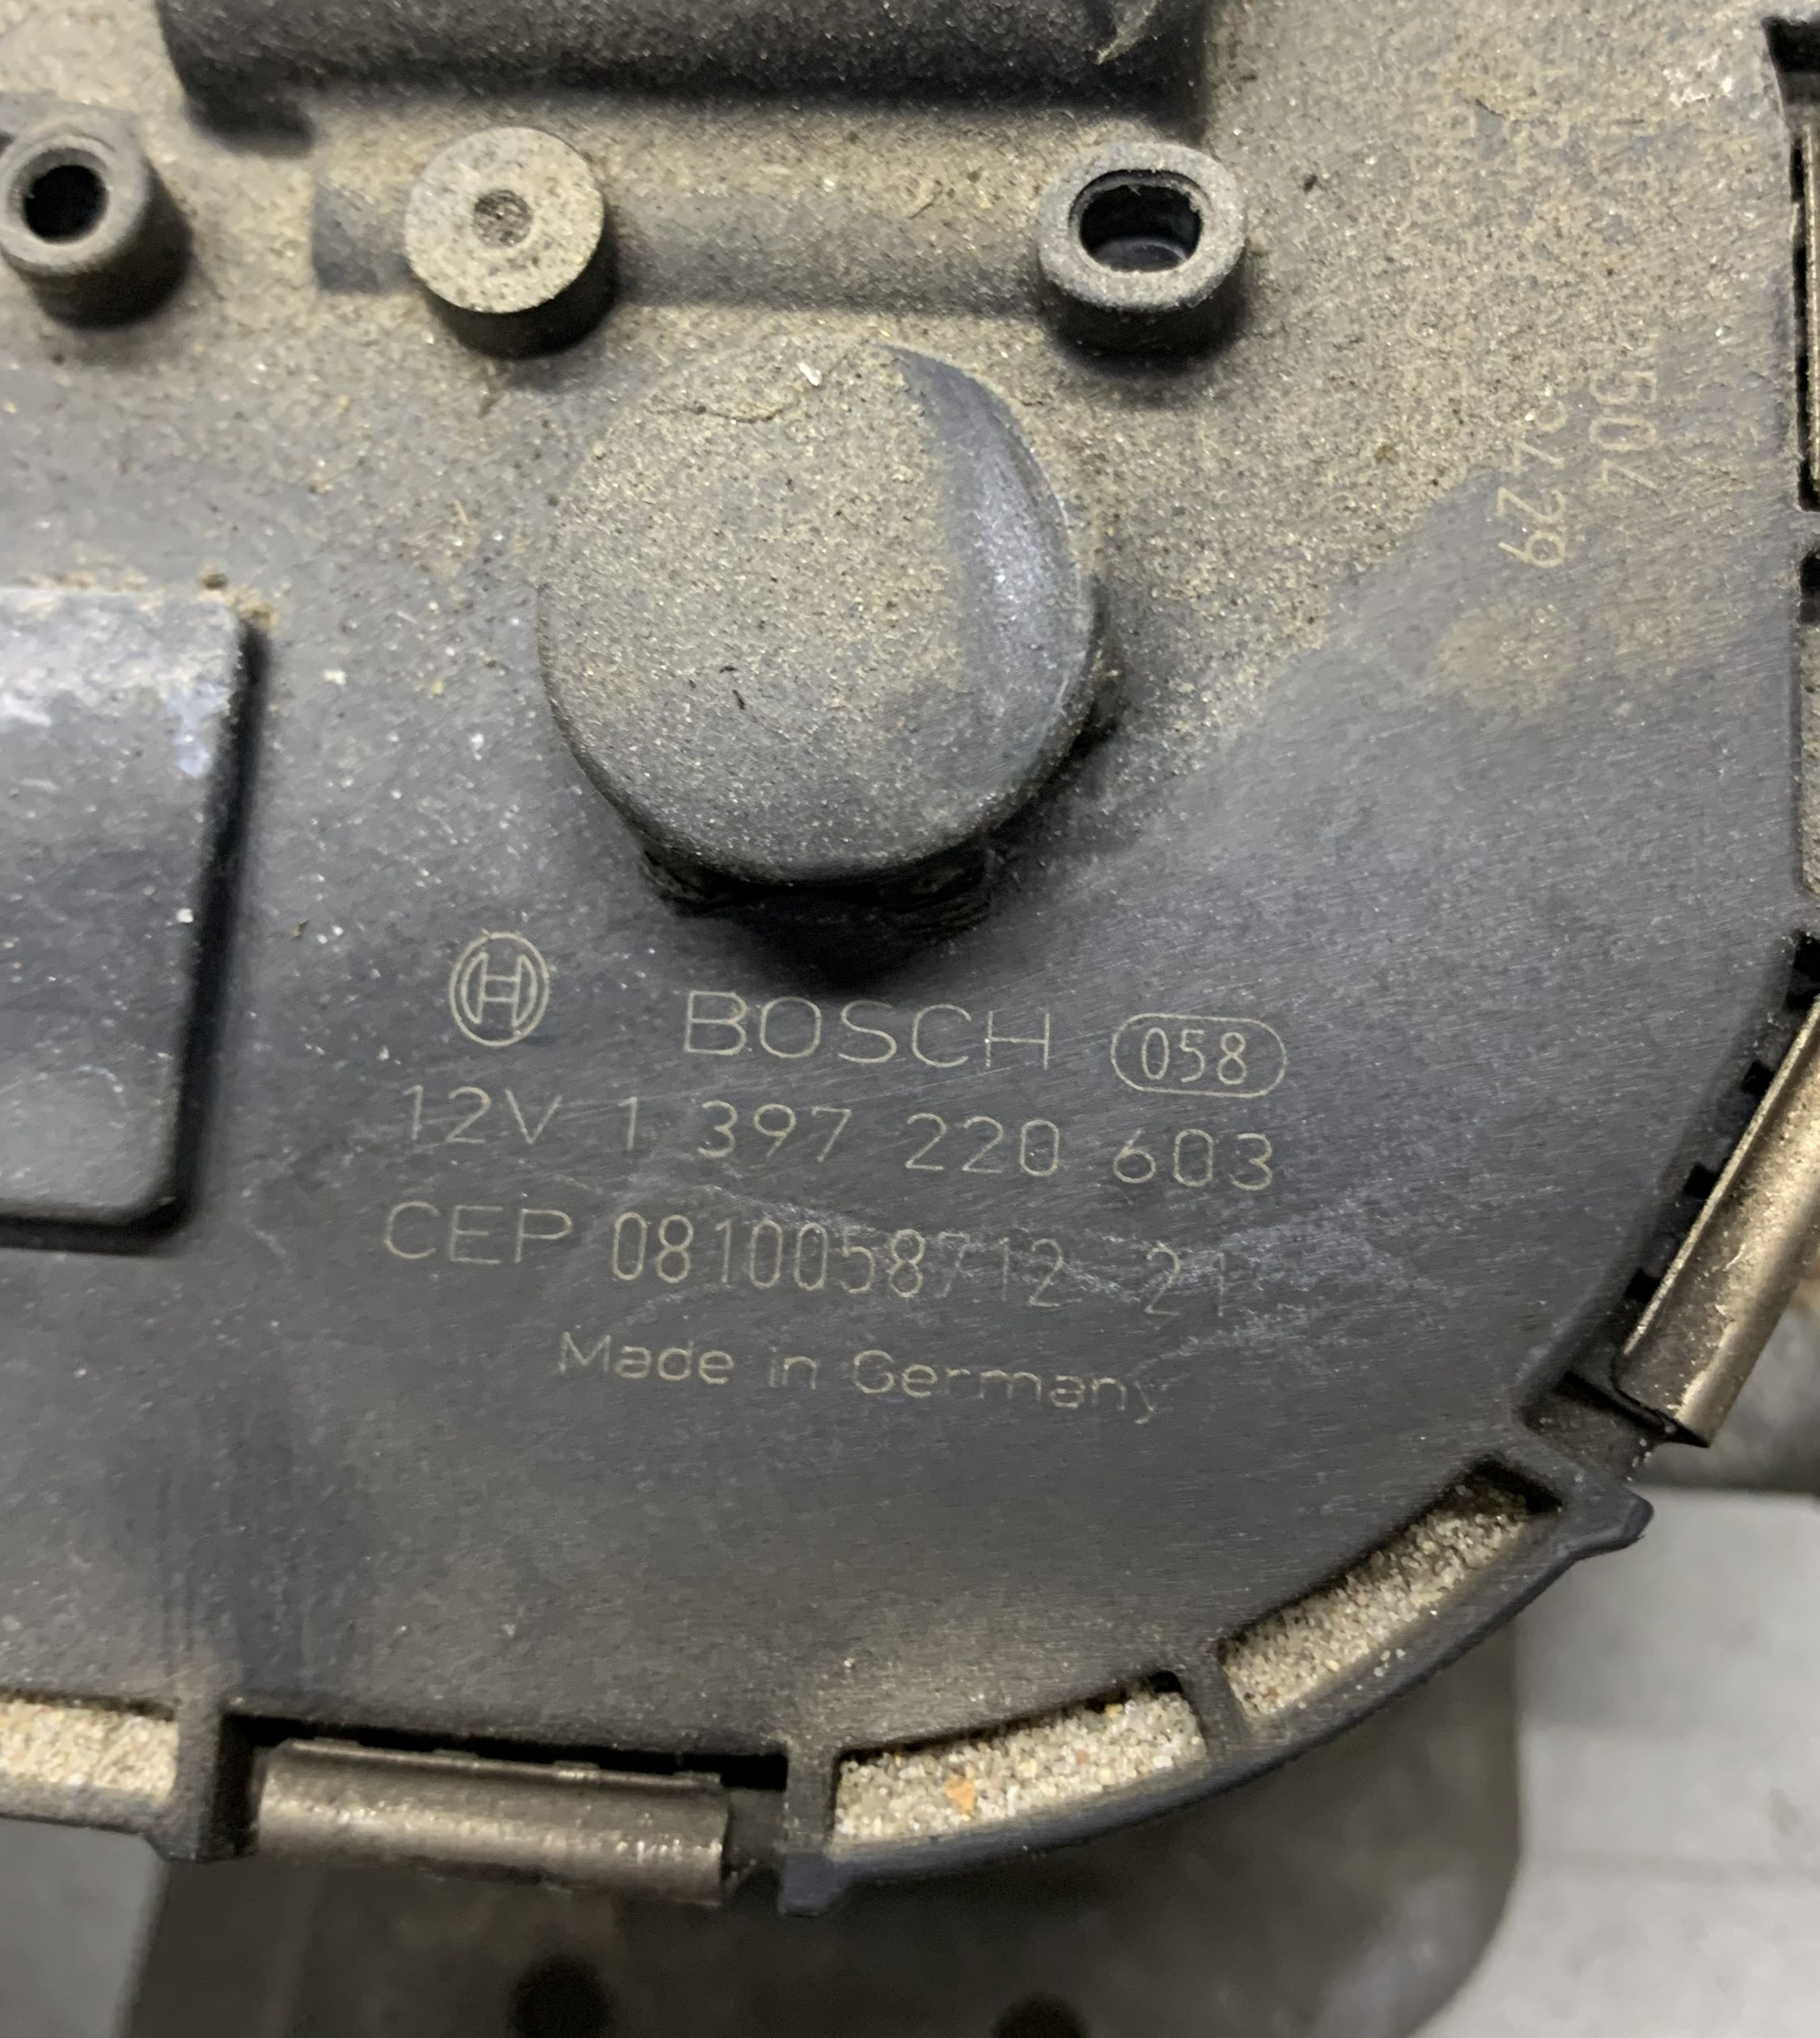 BOSCH 058
12V 1 397 220 603
CEP 0810058712 21
Made in Germany